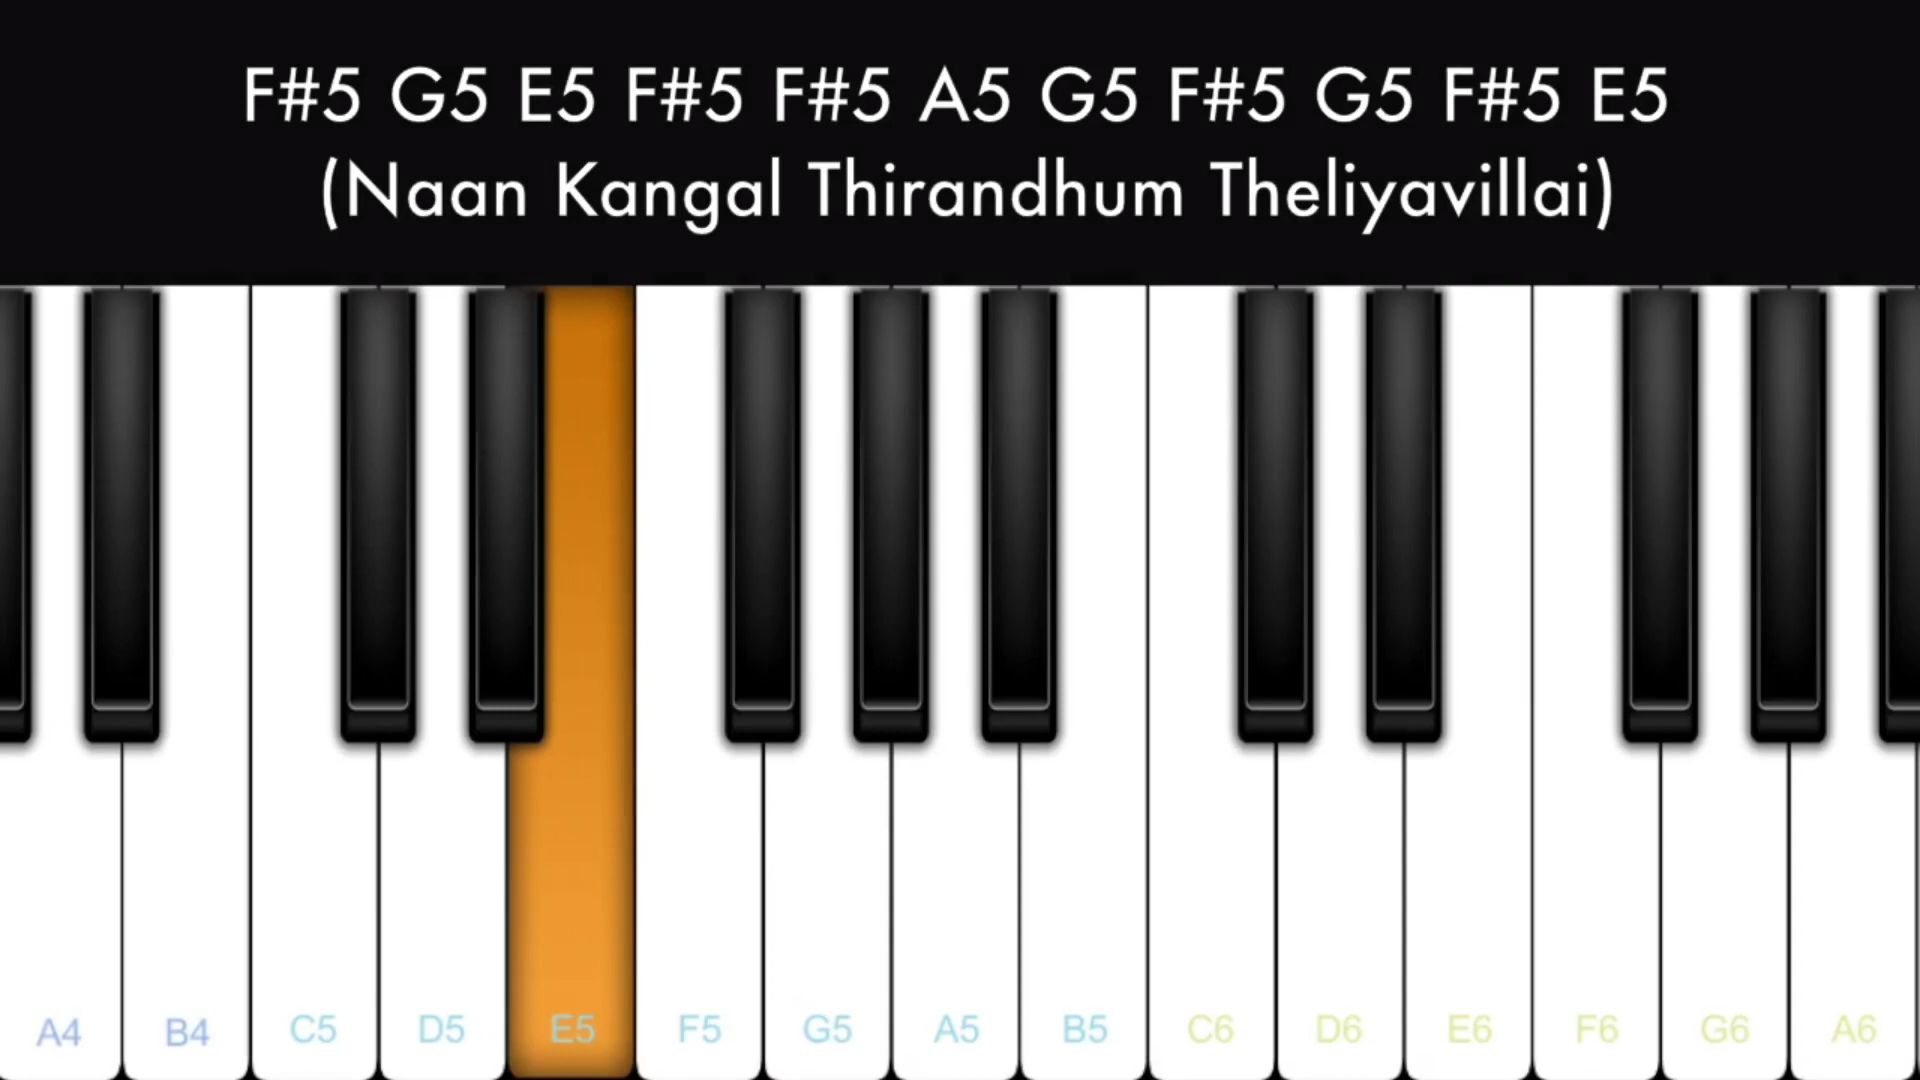 F#5 G5 E5 F#5 F#5 A5 G5 F#5 G5 F#5 E5
(Naan Kangal Thirandhum Theliyavillai)
A4 B4 C5 D5 E5 F5 G5 A5 B5 C6 D6 E6 F6 G6 A6